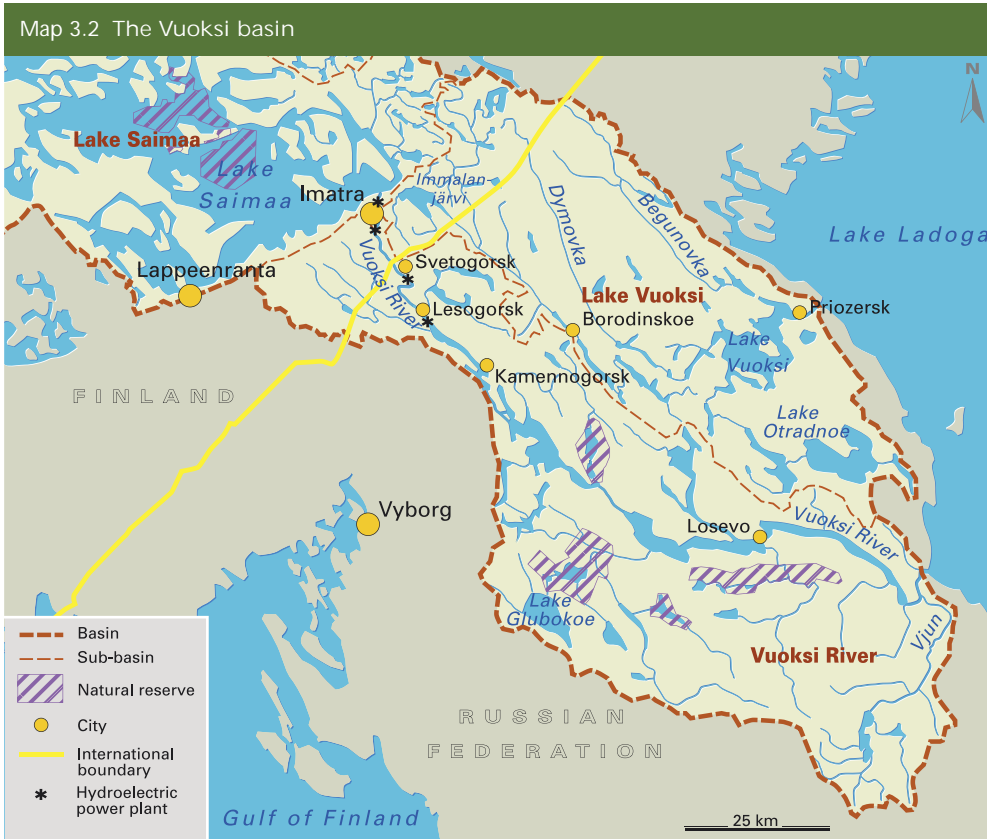 Map 3.2 The Vuoksi basin
N
Lake Saimaa
Lake
Saimaa
Imatra
Immalan-
järvi
Dymovka
Begunovka
Lake Ladoga
Lappeenranta
Vuoksi River
Svetogorsk
Lesogorsk
Lake Vuoksi
Borodinskoe
Priozersk
Lake
Vuoksi
Kamennogorsk
FINLAND
Lake
Otradnoe
Vyborg
Losevo
Vuoksi River
Lake
Glubokoe
Vjun
Vuoksi River
RUSSIAN
FEDERATION
Gulf of Finland
Basin
Sub-basin
Natural reserve
City
International
boundary
Hydroelectric
power plant
25 km